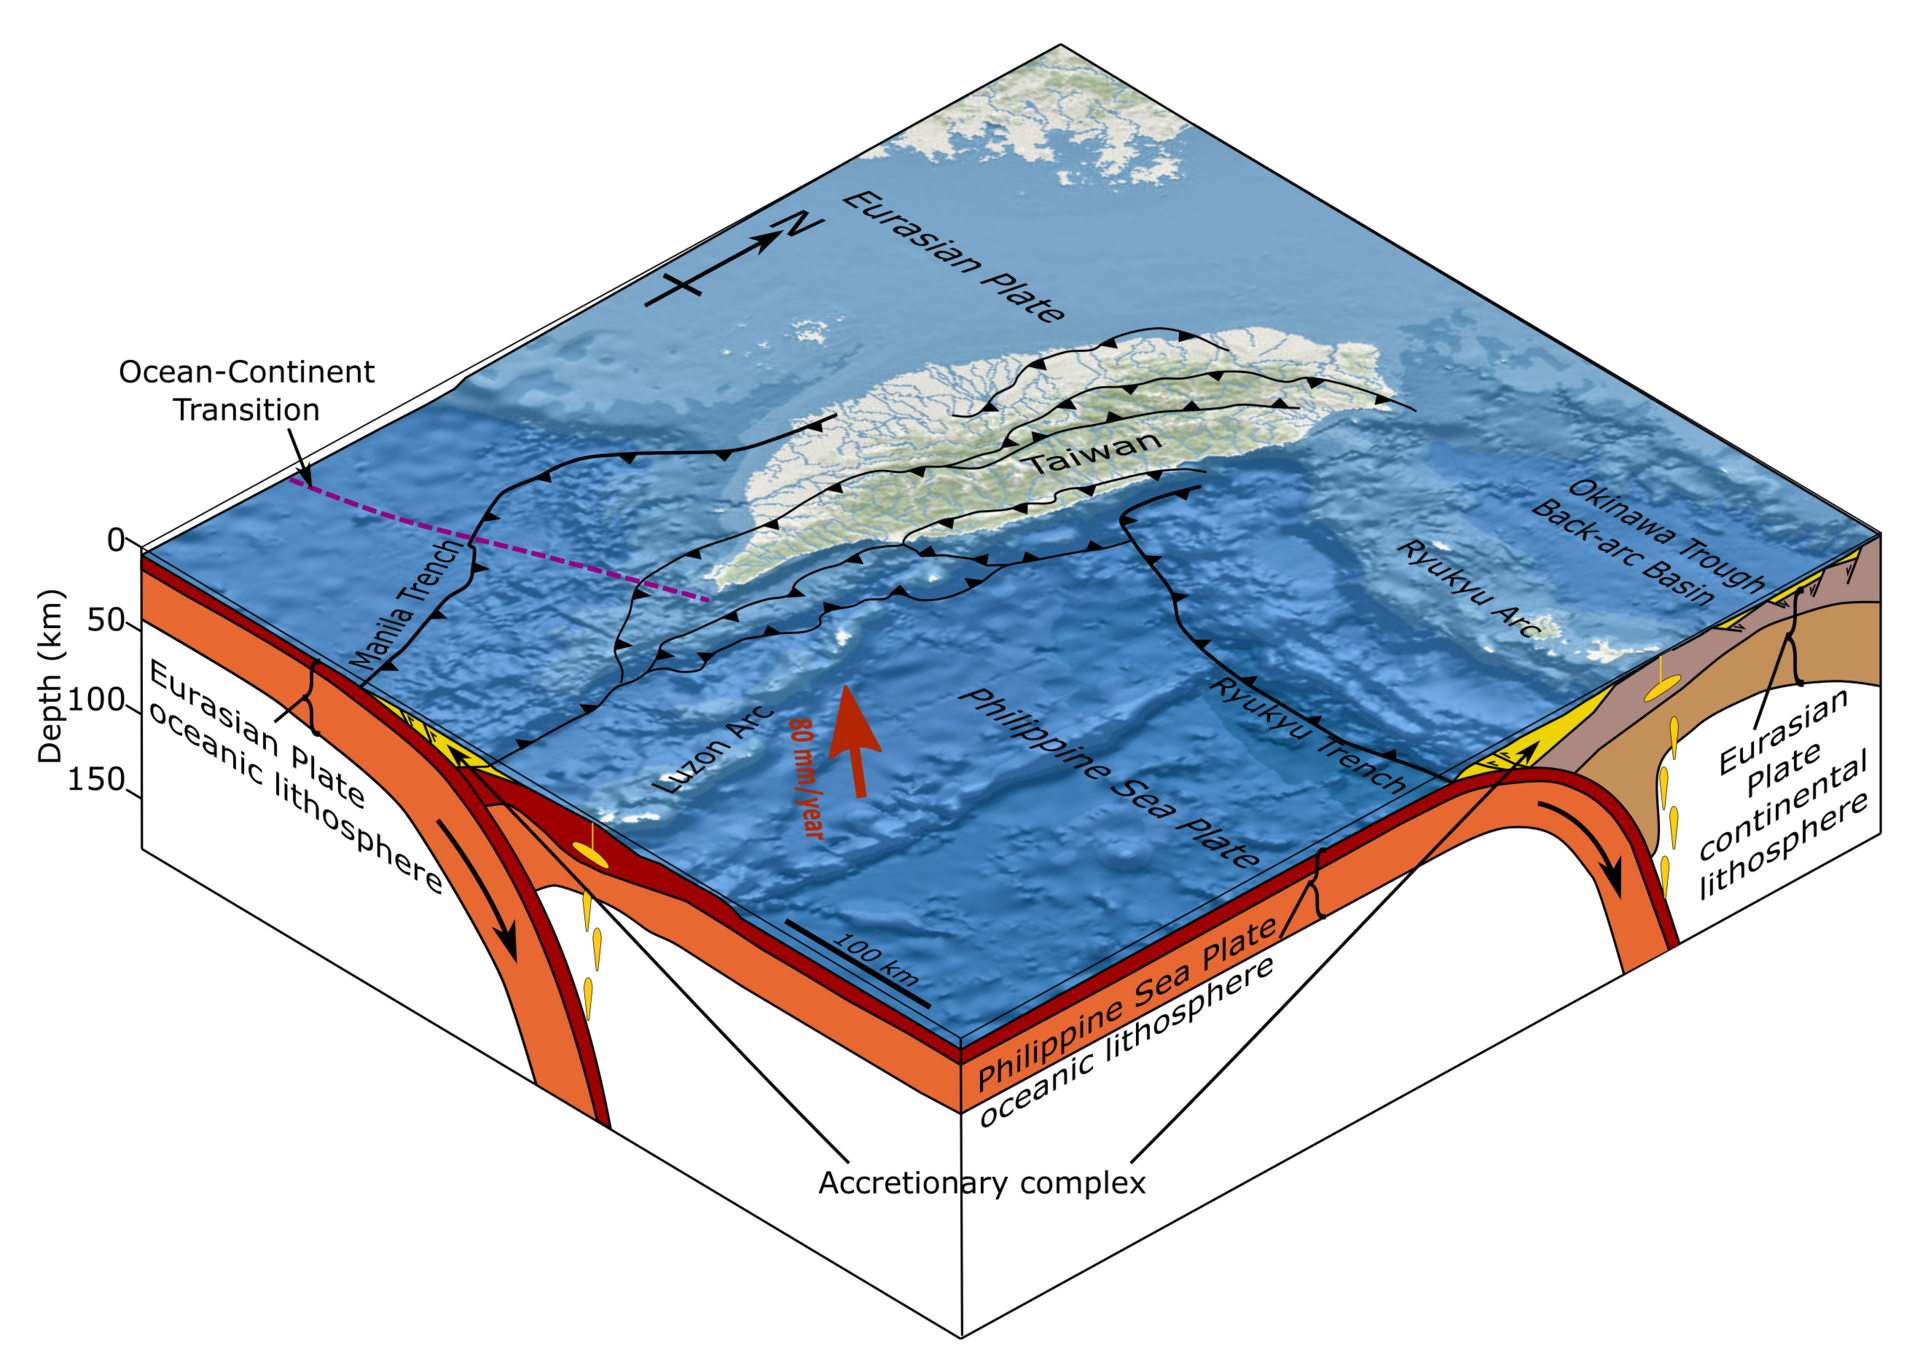 N
Eurasian Plate
Ocean-Continent
Transition
Taiwan
Okinawa Trough
Back-arc Basin
Ryukyu Arc
Manila Trench
0
50
100
150
Depth (km)
Eurasian Plate
oceanic lithosphere
Luzon Arc
80 mm/year
Philippine Sea Plate
Ryukyu Trench
Eurasian
Plate
continental
lithosphere
100 km
Philippine Sea Plate
oceanic lithosphere
Accretionary complex